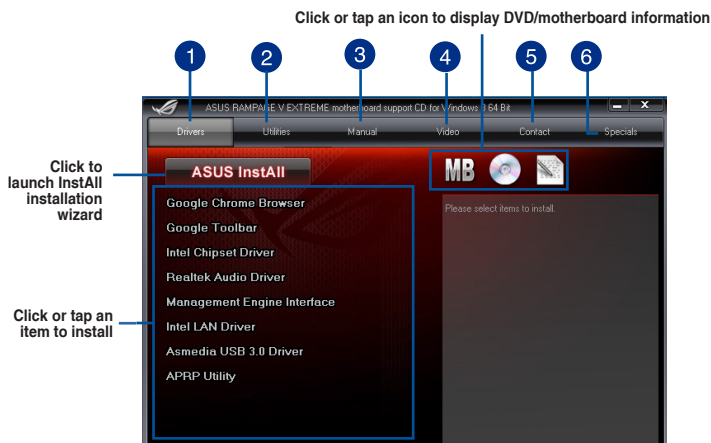 Click or tap an icon to display DVD/motherboard information
1
2
3
4
5
6
ASUS RAMPAGE V EXTREME motherboard support CD for Windows 8 64 Bit
Drivers
Utilities
Manual
Video
Contact
Specials
Click to
launch InstAll
installation
wizard
ASUS InstAll
MB
Google Chrome Browser
Google Toolbar
Intel Chipset Driver
Realtek Audio Driver
Management Engine Interface
Intel LAN Driver
Asmedia USB 3.0 Driver
APRP Utility
Please select items to install.
Click or tap an
item to install